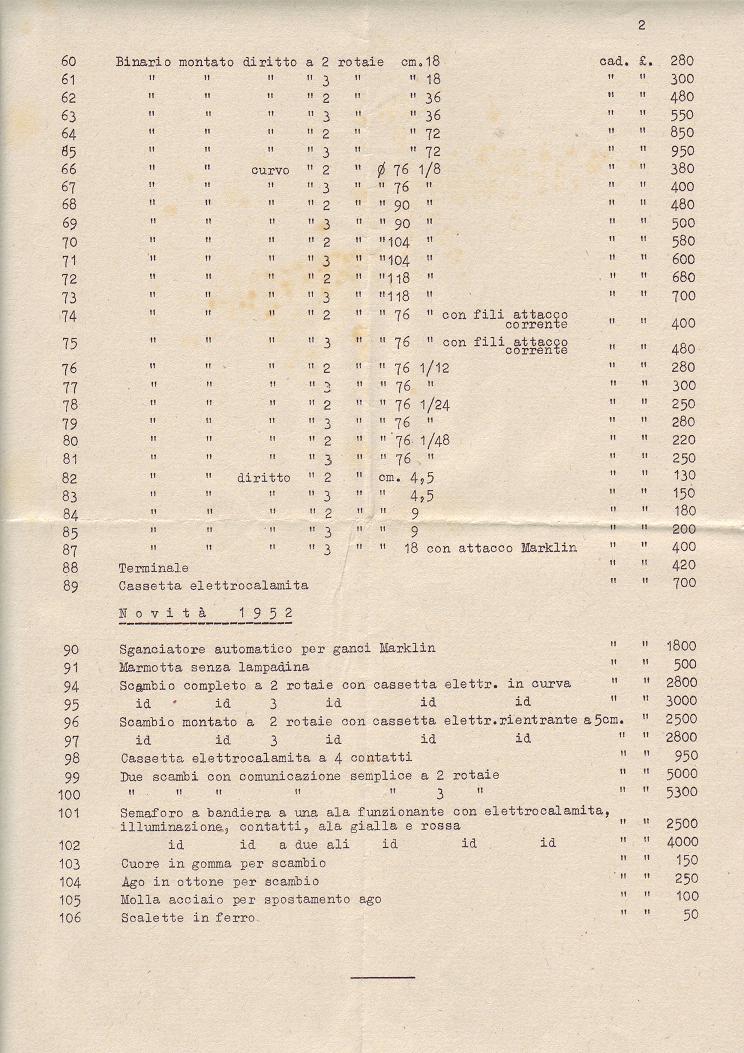 2
60 Binario montato diritto a 2 rotaie cm.18 cad. £. 280
61 " " " " 3 " " 18 " " 300
62 " " " " 2 " " 36 " " 480
63 " " " " 3 " " 36 " " 550
64 " " " " 2 " " 72 " " 850
65 " " " " 3 " " 72 " " 950
66 " " curvo " 2 " ø 76 1/8 " " 380
67 " " " " 3 " " 76 " " " 400
68 " " " " 2 " " 90 " " " 480
69 " " " " 3 " " 90 " " " 500
70 " " " " 2 " "104 " " " 580
71 " " " " 3 " "104 " " " 600
72 " " " " 2 " "118 " " " 680
73 " " " " 3 " "118 " " " 700
74 " " " " 2 " " 76 " con fili attacco
corrente " " 400
75 " " " " 3 " " 76 " con fili attacco
corrente " " 480
76 " " " " 2 " " 76 1/12 " " 280
77 " " " " 3 " " 76 " " " 300
78 " " " " 2 " " 76 1/24 " " 250
79 " " " " 3 " " 76 " " " 280
80 " " " " 2 " " 76 1/48 " " 220
81 " " " " 3 " " 76 " " " 250
82 " " diritto " 2 " cm. 4,5 " " 130
83 " " " " 3 " " 4,5 " " 150
84 " " " " 2 " " 9 " " 180
85 " " " " 3 " " 9 " " 200
87 " " " " 3 " " 18 con attacco Marklin " " 400
88 Terminale " " 420
89 Cassetta elettrocalamita " " 700
N o v i t à 1 9 5 2
90 Sganciatore automatico per ganci Marklin " " 1800
91 Marmotta senza lampadina " " 500
94 Scambio completo a 2 rotaie con cassetta elettr. in curva " " 2800
95 id " id 3 id id id " " 3000
96 Scambio montato a 2 rotaie con cassetta elettr.rientrante a 5cm. " 2500
97 id id 3 id id id " " 2800
98 Cassetta elettrocalamita a 4 contatti " " 950
99 Due scambi con comunicazione semplice a 2 rotaie " " 5000
100 " " " " " 3 " " " 5300
101 Semaforo a bandiera a una ala funzionante con elettrocalamita,
illuminazione, contatti, ala gialla e rossa " " 2500
102 id id a due ali id id id " " 4000
103 Cuore in gomma per scambio " " 150
104 Ago in ottone per scambio " " 250
105 Molla acciaio per spostamento ago " " 100
106 Scalette in ferro " " 50